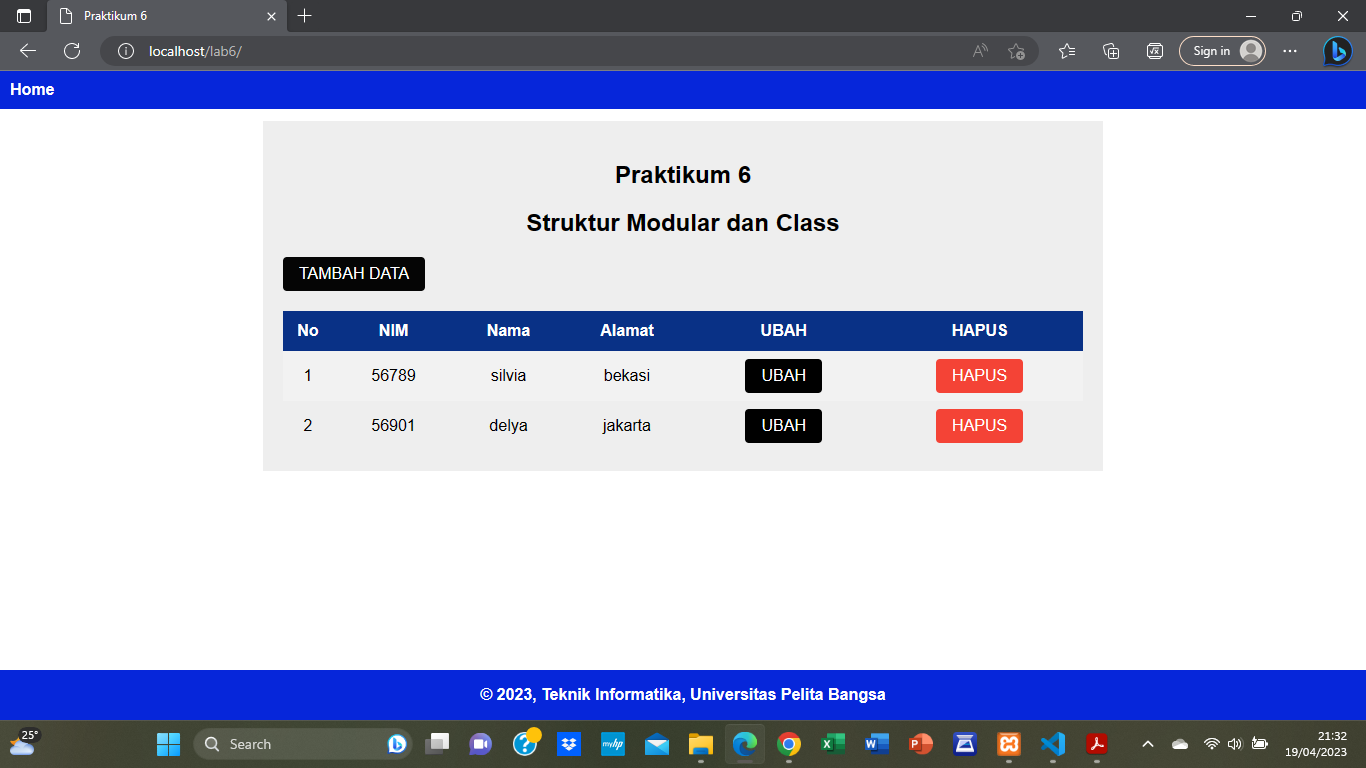 Praktikum 6
localhost/lab6/
Sign in
Home
Praktikum 6
Struktur Modular dan Class
TAMBAH DATA
No NIM Nama Alamat UBAH HAPUS
1 56789 silvia bekasi UBAH HAPUS
2 56901 delya jakarta UBAH HAPUS
© 2023, Teknik Informatika, Universitas Pelita Bangsa
25°
Search
myhp
21:32
19/04/2023